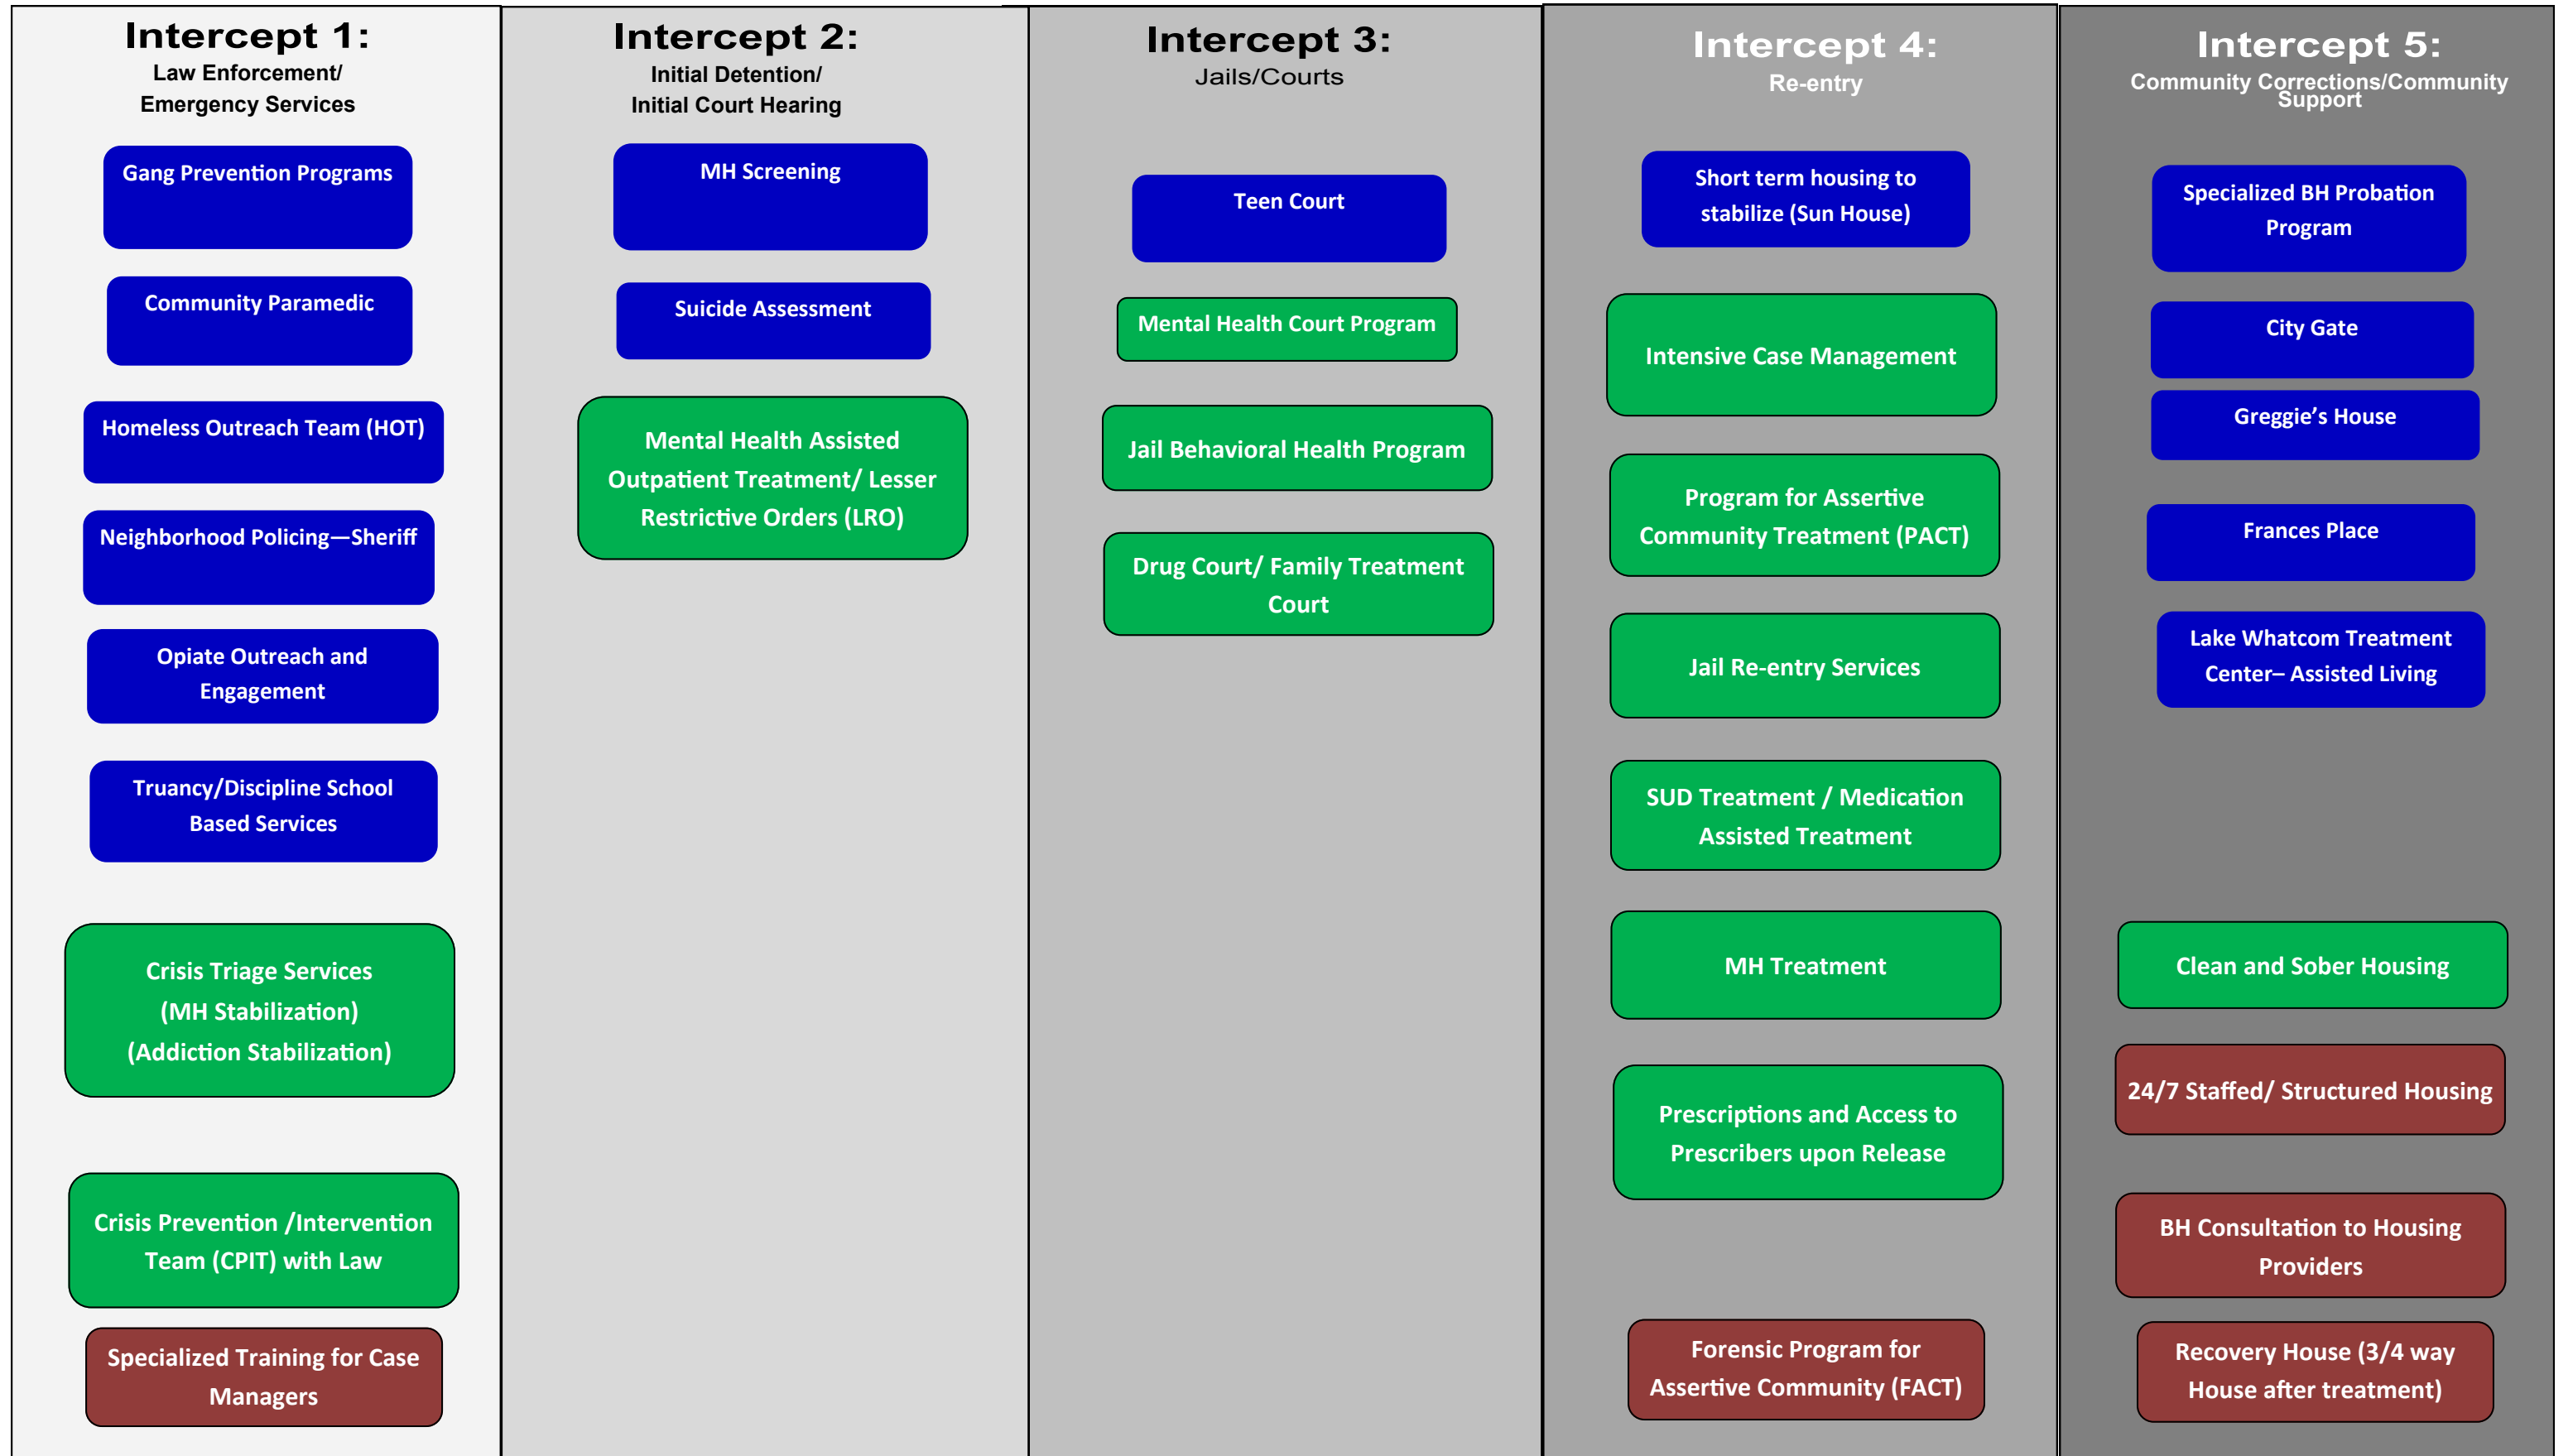 Intercept 1:
Law Enforcement/
Emergency Services
Gang Prevention Programs
Community Paramedic
Homeless Outreach Team (HOT)
Neighborhood Policing—Sheriff
Opiate Outreach and
Engagement
Truancy/Discipline School
Based Services
Crisis Triage Services
(MH Stabilization)
(Addiction Stabilization)
Crisis Prevention /Intervention
Team (CPIT) with Law
Specialized Training for Case
Managers
Intercept 2:
Initial Detention/
Initial Court Hearing
MH Screening
Suicide Assessment
Mental Health Assisted
Outpatient Treatment/ Lesser
Restrictive Orders (LRO)
Intercept 3:
Jails/Courts
Teen Court
Mental Health Court Program
Jail Behavioral Health Program
Drug Court/ Family Treatment
Court
Intercept 4:
Re-entry
Short term housing to
stabilize (Sun House)
Intensive Case Management
Program for Assertive
Community Treatment (PACT)
Jail Re-entry Services
SUD Treatment / Medication
Assisted Treatment
MH Treatment
Prescriptions and Access to
Prescribers upon Release
Forensic Program for
Assertive Community (FACT)
Intercept 5:
Community Corrections/Community
Support
Specialized BH Probation
Program
City Gate
Greggie’s House
Frances Place
Lake Whatcom Treatment
Center– Assisted Living
Clean and Sober Housing
24/7 Staffed/ Structured Housing
BH Consultation to Housing
Providers
Recovery House (3/4 way
House after treatment)